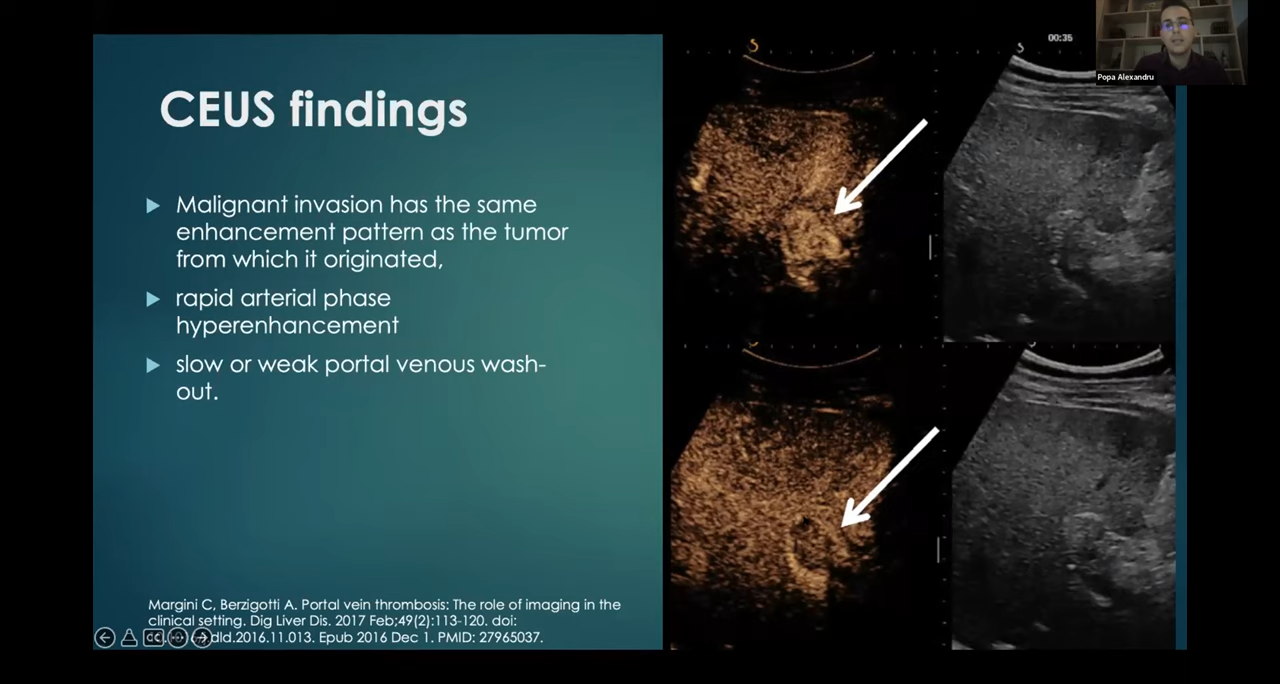 00:35
Popa Alexandru
CEUS findings
Malignant invasion has the same
enhancement pattern as the tumor
from which it originated,
rapid arterial phase
hyperenhancement
slow or weak portal venous wash-
out.
Margini C, Berzigotti A. Portal vein thrombosis: The role of imaging in the
clinical setting. Dig Liver Dis. 2017 Feb;49(2):113-120. doi:
dld.2016.11.013. Epub 2016 Dec 1. PMID: 27965037.